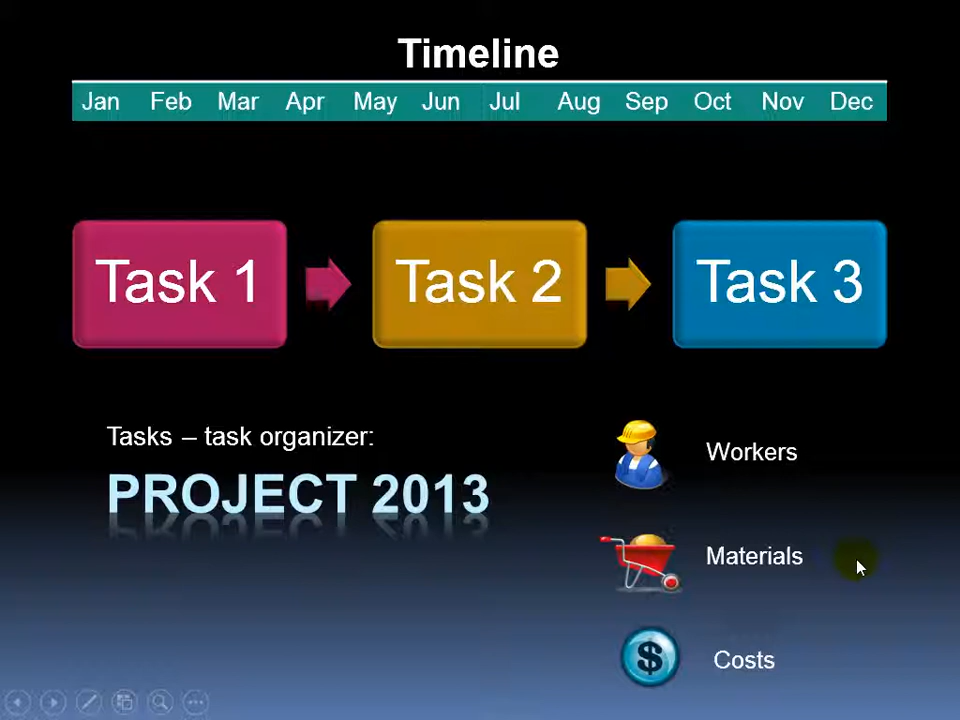 Timeline
Jan Feb Mar Apr May Jun Jul Aug Sep Oct Nov Dec
Task 1 Task 2 Task 3
Tasks – task organizer:
PROJECT 2013
Workers
Materials
$ Costs